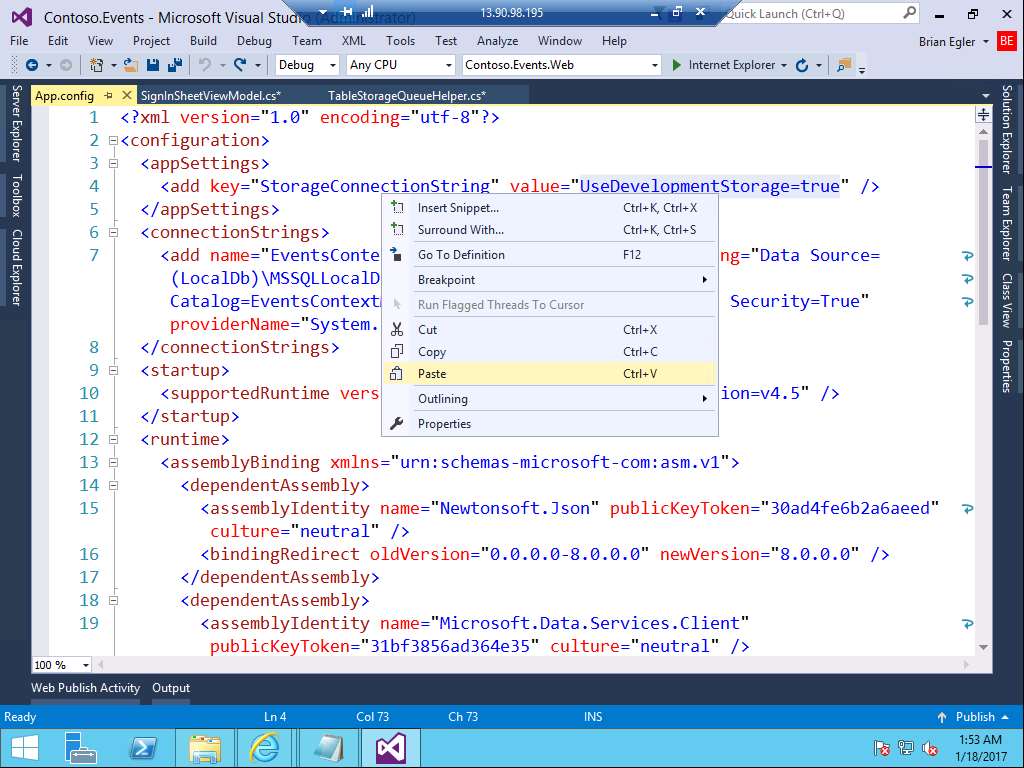 Contoso.Events - Microsoft Visual Studio (Administrator)
13.90.98.195
Quick Launch (Ctrl+Q)
File Edit View Project Build Debug Team XML Tools Test Analyze Window Help
Brian Egler BE
Debug Any CPU Contoso.Events.Web Internet Explorer
App.config SignInSheetViewModel.cs* TableStorageQueueHelper.cs*
Server Explorer
Toolbox
Cloud Explorer
1 <?xml version="1.0" encoding="utf-8"?>
2 <configuration>
3 <appSettings>
4 <add key="StorageConnectionString" value="UseDevelopmentStorage=true" />
5 </appSettings>
6 <connectionStrings>
7 <add name="EventsConte ng="Data Source=
(LocalDb)\MSSQLLocalD
Catalog=EventsContext Security=True"
providerName="System.
8 </connectionStrings>
9 <startup>
10 <supportedRuntime vers ion=v4.5" />
11 </startup>
12 <runtime>
13 <assemblyBinding xmlns="urn:schemas-microsoft-com:asm.v1">
14 <dependentAssembly>
15 <assemblyIdentity name="Newtonsoft.Json" publicKeyToken="30ad4fe6b2a6aeed"
culture="neutral" />
16 <bindingRedirect oldVersion="0.0.0.0-8.0.0.0" newVersion="8.0.0.0" />
17 </dependentAssembly>
18 <dependentAssembly>
19 <assemblyIdentity name="Microsoft.Data.Services.Client"
publicKeyToken="31bf3856ad364e35" culture="neutral" />
Insert Snippet... Ctrl+K, Ctrl+X
Surround With... Ctrl+K, Ctrl+S
Go To Definition F12
Breakpoint
Run Flagged Threads To Cursor
Cut Ctrl+X
Copy Ctrl+C
Paste Ctrl+V
Outlining
Properties
Solution Explorer
Team Explorer
Class View
Properties
100 %
Web Publish Activity Output
Ready Ln 4 Col 73 Ch 73 INS Publish
1:53 AM
1/18/2017